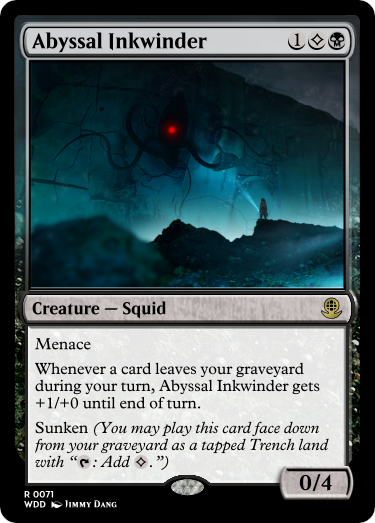 Abyssal Inkwinder 1
Creature — Squid
Menace
Whenever a card leaves your graveyard
during your turn, Abyssal Inkwinder gets
+1/+0 until end of turn.
Sunken (You may play this card face down
from your graveyard as a tapped Trench land
with “: Add .”)
0/4
R 0071
WDD Jimmy Dang